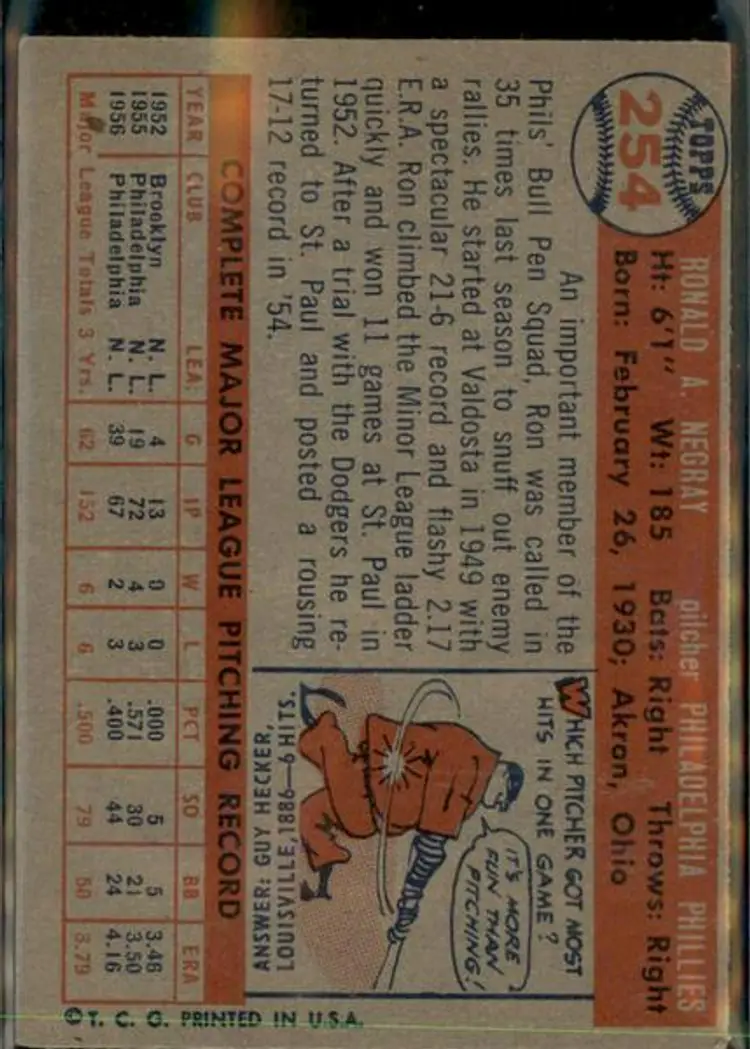 TOPPS
254
RONALD A. NEGRAY pitcher PHILADELPHIA PHILLIES
Ht: 6'1" Wt: 185 Bats: Right Throws: Right
Born: February 26, 1930; Akron, Ohio
An important member of the
Phils' Bull Pen Squad, Ron was called in
35 times last season to snuff out enemy
rallies. He started at Valdosta in 1949 with
a spectacular 21-6 record and flashy 2.17
E.R.A. Ron climbed the Minor League ladder
quickly and won 11 games at St. Paul in
1952. After a trial with the Dodgers he re-
turned to St. Paul and posted a rousing
17-12 record in '54.
WHICH PITCHER GOT MOST
HITS IN ONE GAME?
IT'S MORE
FUN THAN
PITCHING!
ANSWER: GUY HECKER,
LOUISVILLE, 1886—6 HITS.
COMPLETE MAJOR LEAGUE PITCHING RECORD
YEAR CLUB LEA. G IP W L PCT SO BB ERA
1952 Brooklyn N. L. 4 13 0 0 .000 5 5 3.46
1955 Philadelphia N. L. 19 72 4 3 .571 30 21 3.50
1956 Philadelphia N. L. 39 67 2 3 .400 44 24 4.16
Major League Totals 3 Yrs. 62 152 6 6 .500 79 50 3.79
© T. C. G. PRINTED IN U.S.A.